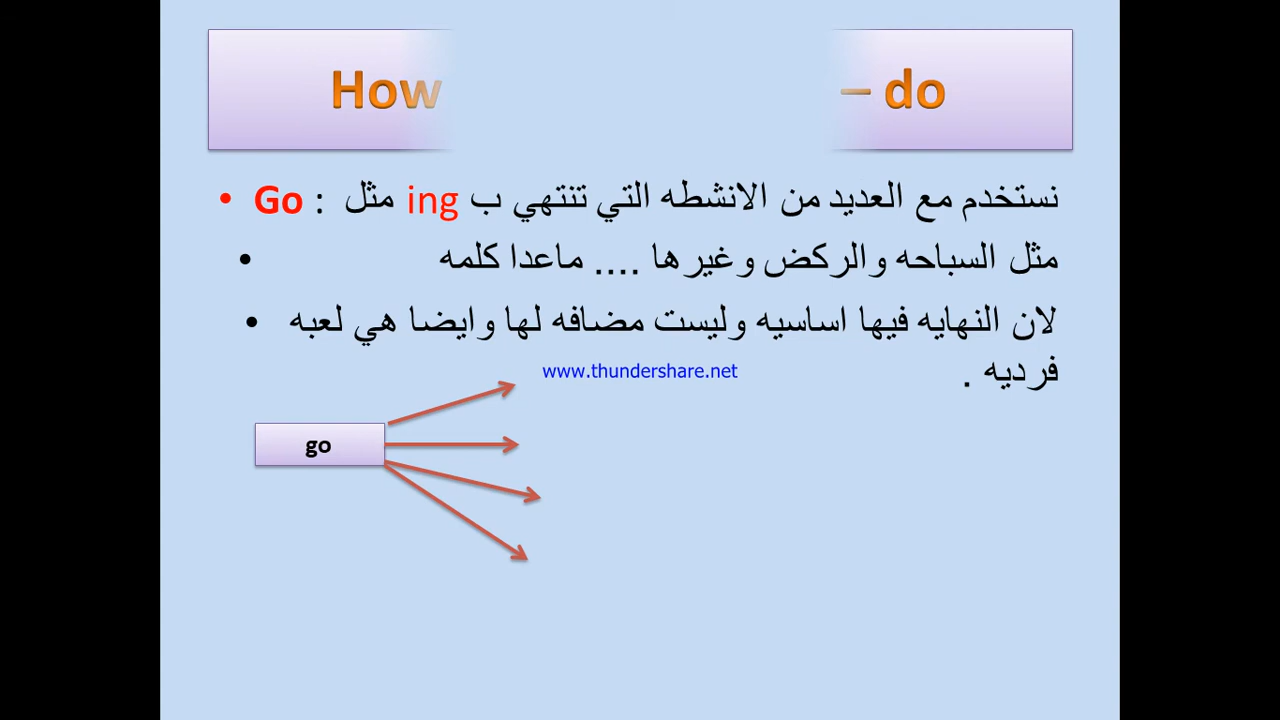 How – do
Go : نستخدم مع العديد من الانشطه التي تنتهي ب ing مثل
مثل السباحه والركض وغيرها .... ماعدا كلمه
لان النهايه فيها اساسيه وليست مضافه لها وايضا هي لعبه
فرديه .
www.thundershare.net
go